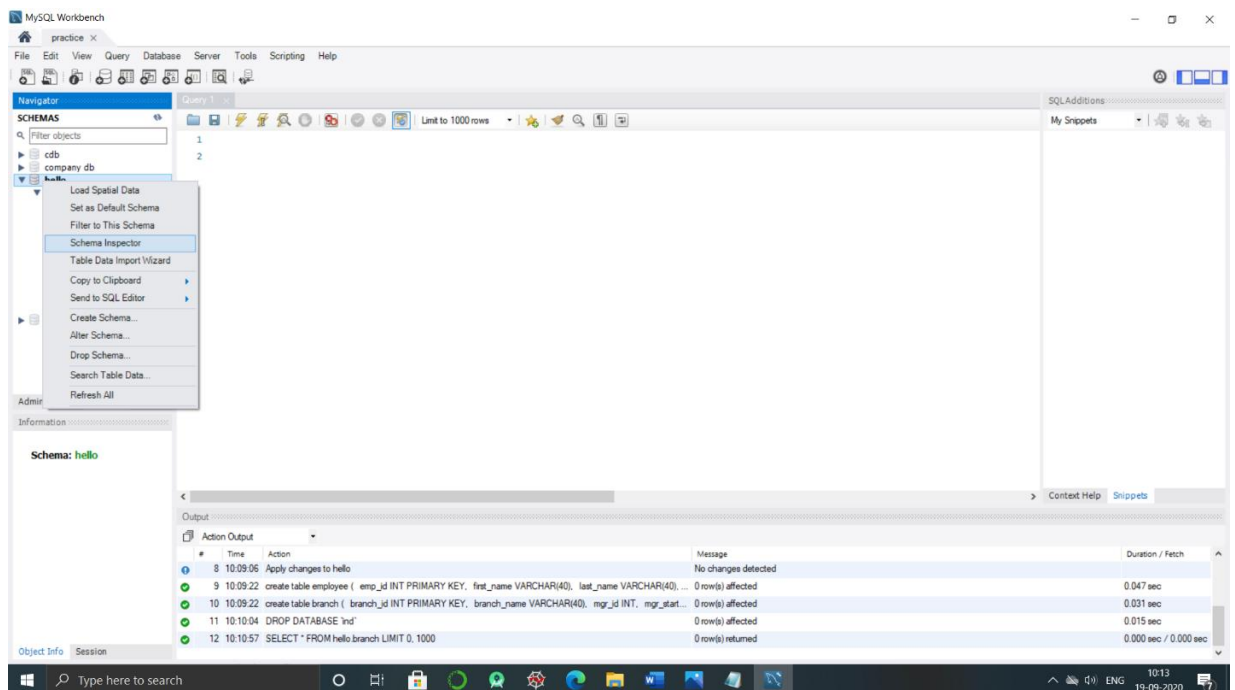 MySQL Workbench
practice
File Edit View Query Database Server Tools Scripting Help
Navigator
SCHEMAS
Filter objects
cdb
company db
hello
Load Spatial Data
Set as Default Schema
Filter to This Schema
Schema Inspector
Table Data Import Wizard
Copy to Clipboard
Send to SQL Editor
Create Schema...
Alter Schema...
Drop Schema...
Search Table Data...
Refresh All
Admin
Information
Schema: hello
Object Info Session
Query 1
Limit to 1000 rows
1
2
SQLAdditions
My Snippets
Context Help Snippets
Output
Action Output
# Time Action Message Duration / Fetch
8 10:09:06 Apply changes to hello No changes detected
9 10:09:22 create table employee ( emp_id INT PRIMARY KEY, first_name VARCHAR(40), last_name VARCHAR(40), ... 0 row(s) affected 0.047 sec
10 10:09:22 create table branch ( branch_id INT PRIMARY KEY, branch_name VARCHAR(40), mgr_id INT, mgr_start... 0 row(s) affected 0.031 sec
11 10:10:04 DROP DATABASE `ind` 0 row(s) affected 0.015 sec
12 10:10:57 SELECT * FROM hello.branch LIMIT 0, 1000 0 row(s) returned 0.000 sec / 0.000 sec
Type here to search
ENG
10:13
19-09-2020